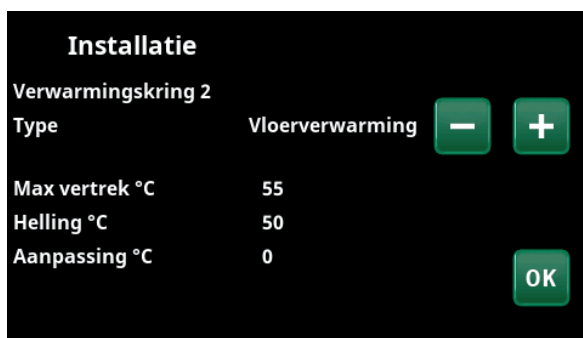 Installatie
Verwarmingskring 2
Type Vloerverwarming − +
Max vertrek °C 55
Helling °C 50
Aanpassing °C 0
OK